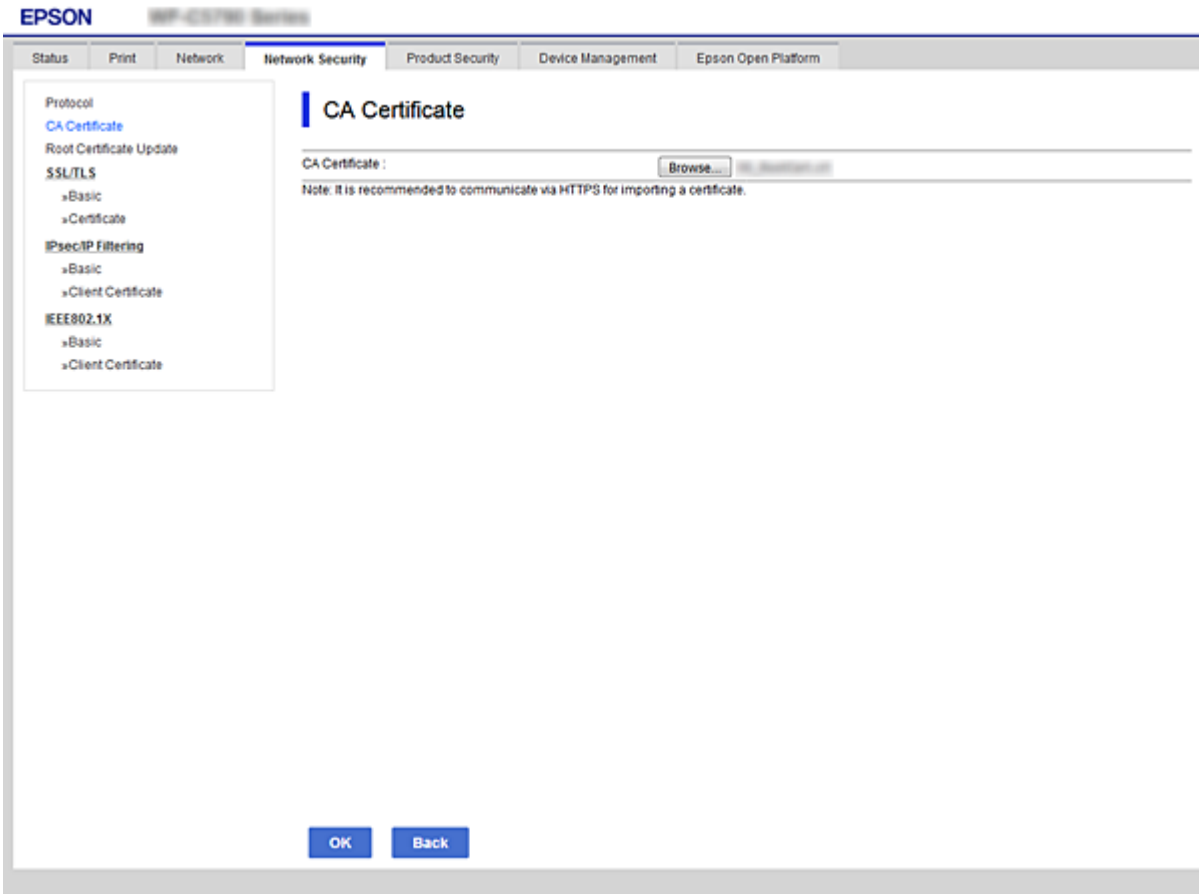 EPSON
Status Print Network Network Security Product Security Device Management Epson Open Platform
Protocol
CA Certificate
Root Certificate Update
SSL/TLS
»Basic
»Certificate
IPsec/IP Filtering
»Basic
»Client Certificate
IEEE802.1X
»Basic
»Client Certificate
CA Certificate
CA Certificate :
Browse...
Note: It is recommended to communicate via HTTPS for importing a certificate.
OK Back